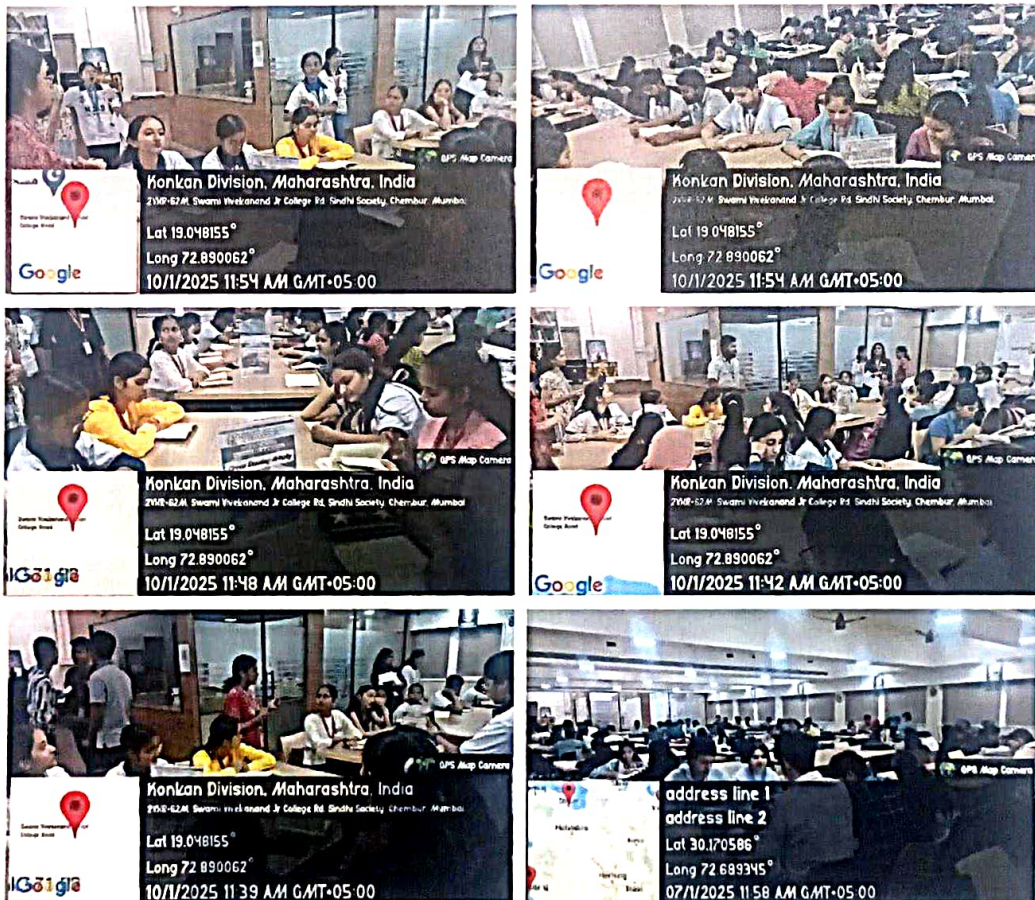 GPS Map Camera
Konkan Division, Maharashtra, India
Swami Vivekanand Jr College Rd, Sindhi Society, Chembur, Mumbai
Lat 19.048155°
Long 72.890062°
10/1/2025 11:54 AM GMT+05:00
Google
GPS Map Camera
Konkan Division, Maharashtra, India
Swami Vivekanand Jr College Rd, Sindhi Society, Chembur, Mumbai
Lat 19.048155°
Long 72.890062°
10/1/2025 11:54 AM GMT+05:00
Google
GPS Map Camera
Konkan Division, Maharashtra, India
Swami Vivekanand Jr College Rd, Sindhi Society, Chembur, Mumbai
College Road
Lat 19.048155°
Long 72.890062°
10/1/2025 11:48 AM GMT+05:00
GPS Map Camera
Konkan Division, Maharashtra, India
Swami Vivekanand Jr College Rd, Sindhi Society, Chembur, Mumbai
College Road
Lat 19.048155°
Long 72.890062°
10/1/2025 11:42 AM GMT+05:00
Google
GPS Map Camera
Konkan Division, Maharashtra, India
Swami Vivekanand Jr College Rd, Sindhi Society, Chembur, Mumbai
College Road
Lat 19.048155°
Long 72.890062°
10/1/2025 11:39 AM GMT+05:00
GPS Map Camera
address line 1
address line 2
Lat 30.170586°
Long 72.689345°
07/1/2025 11:58 AM GMT+05:00